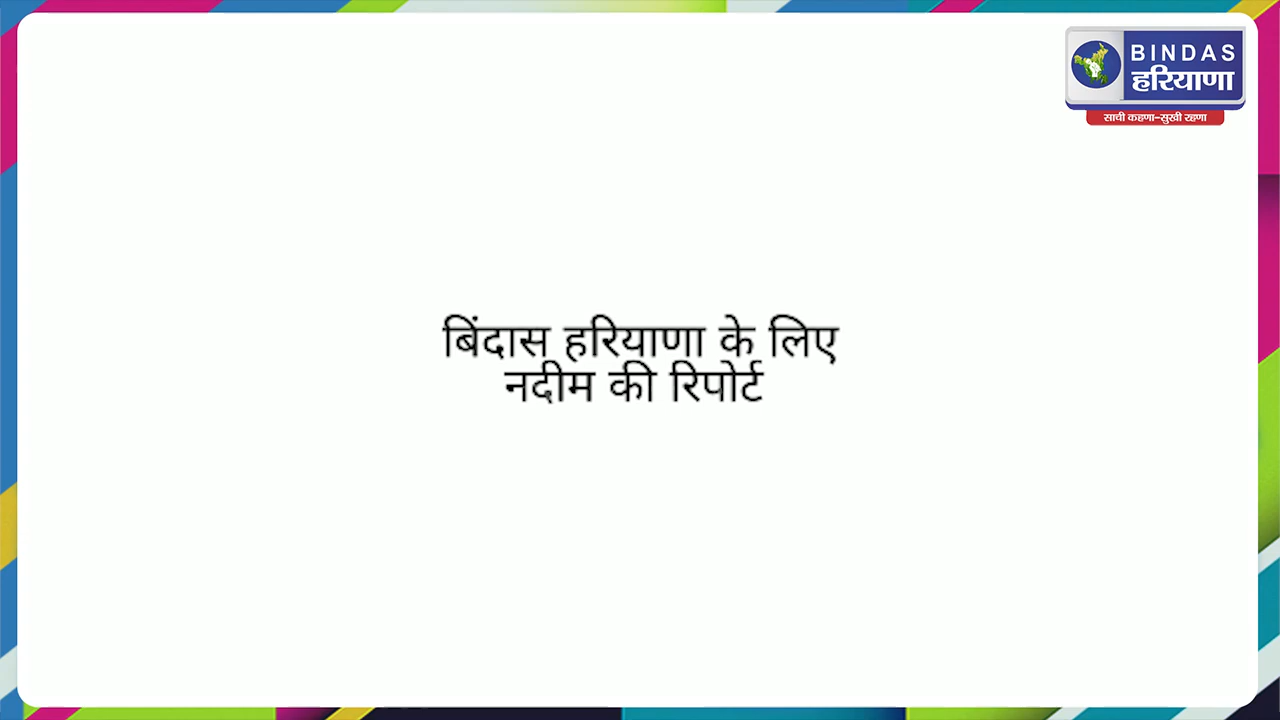 BINDAS
हरियाणा
साची कहणा-सुखी रहणा
बिंदास हरियाणा के लिए
नदीम की रिपोर्ट